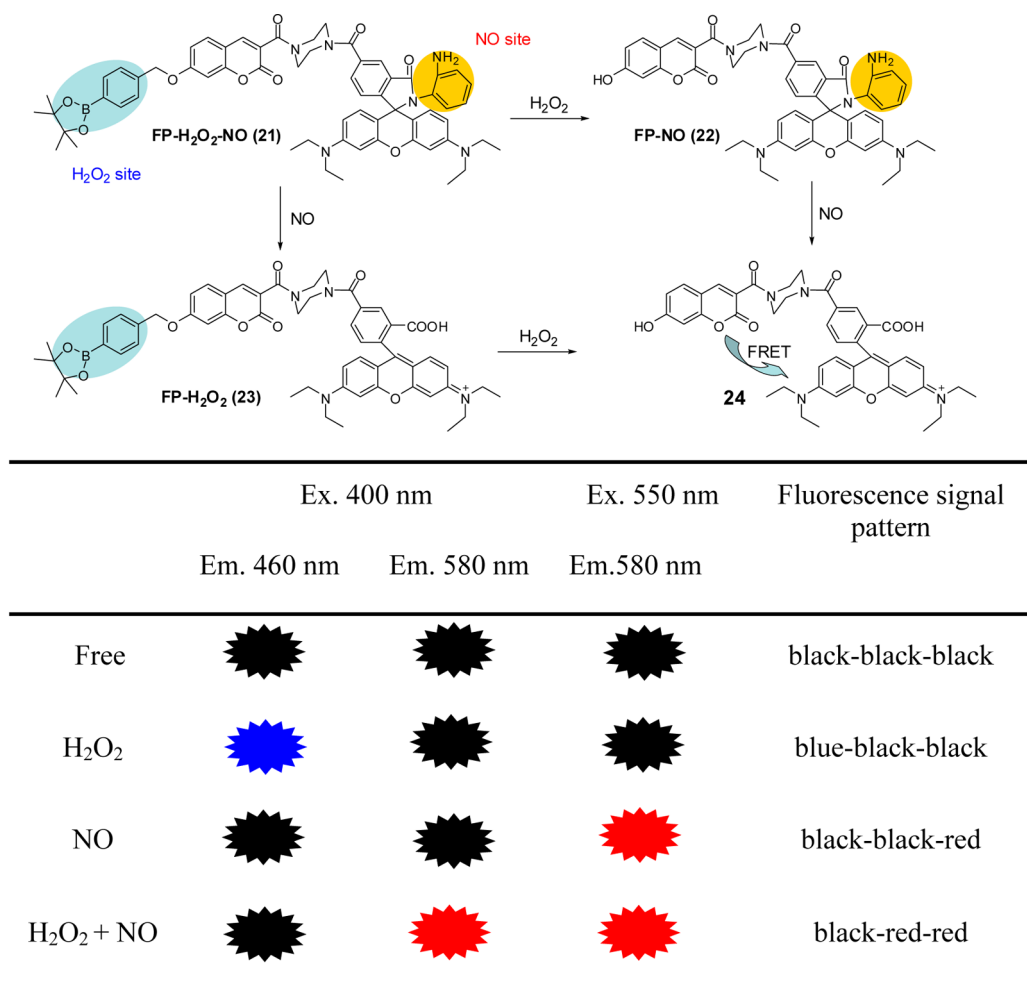 NO site
H₂O₂ site
FP-H₂O₂-NO (21)
H₂O₂
FP-NO (22)
NO
NO
FP-H₂O₂ (23)
H₂O₂
FRET
24
O O NH₂ O N N O O O O B O N N O N
O O NH₂ O N N HO O O N N O N
O O N N COOH O O O O B O N O N +
O O N N COOH HO O O N O N +
Ex. 400 nm Ex. 550 nm Fluorescence signal
pattern
Em. 460 nm Em. 580 nm Em.580 nm
Free black-black-black
H₂O₂ blue-black-black
NO black-black-red
H₂O₂ + NO black-red-red